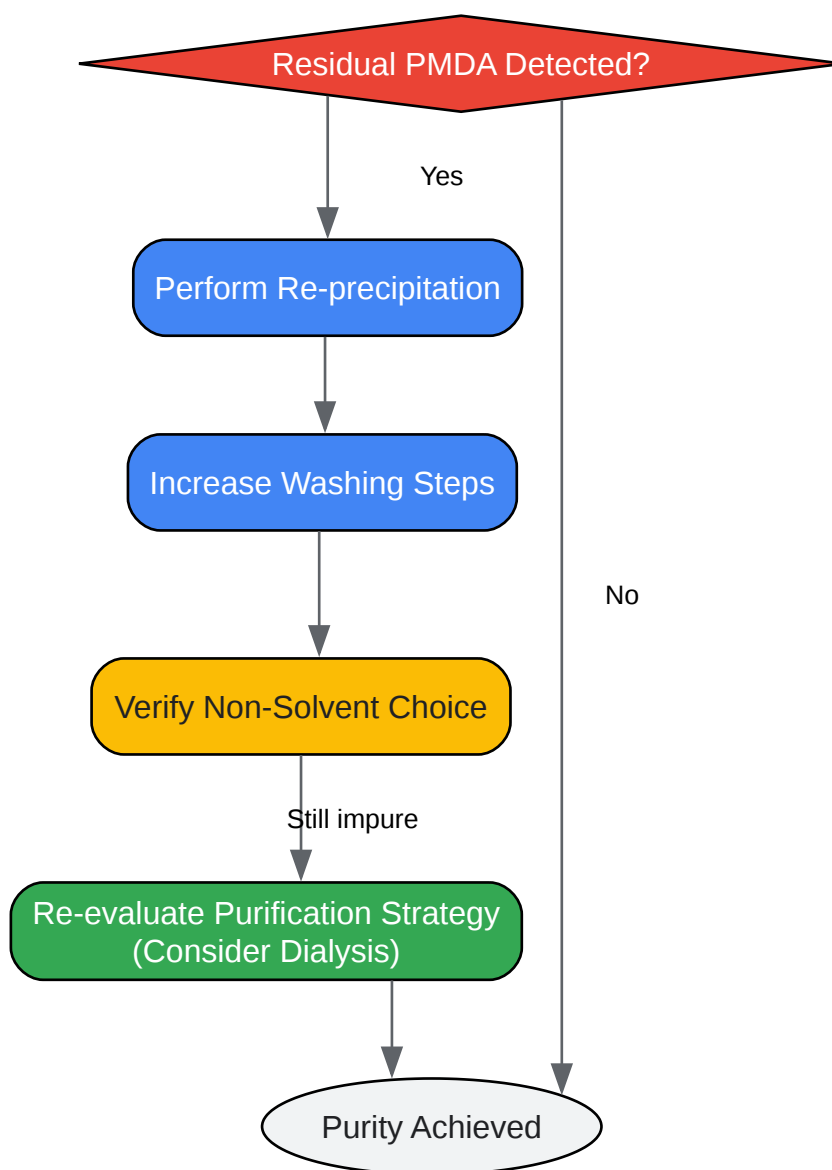 Residual PMDA Detected?
Yes
Perform Re-precipitation
Increase Washing Steps
No
Verify Non-Solvent Choice
Still impure
Re-evaluate Purification Strategy
(Consider Dialysis)
Purity Achieved